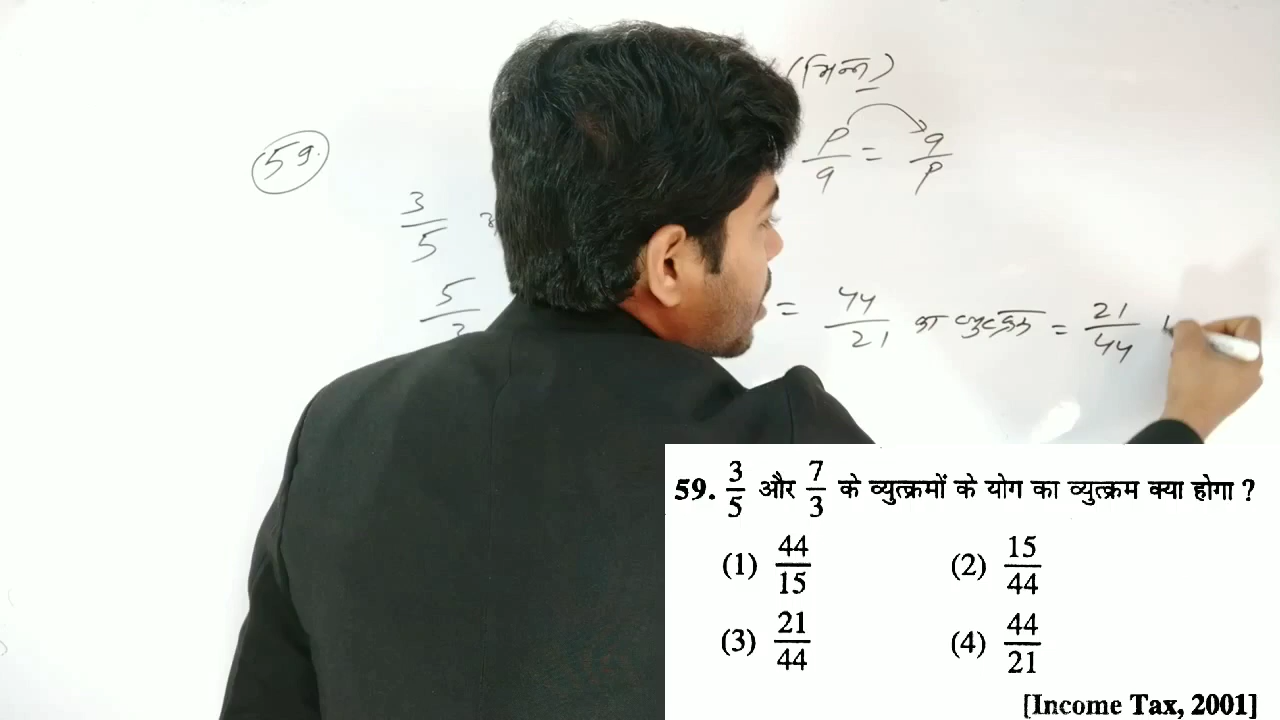 (भिन्न)
59.
p/q = q/p
3/5
5/3
= 44/21 का व्युत्क्रम = 21/44
59. 3/5 और 7/3 के व्युत्क्रमों के योग का व्युत्क्रम क्या होगा ?
(1) 44/15 (2) 15/44
(3) 21/44 (4) 44/21
[Income Tax, 2001]